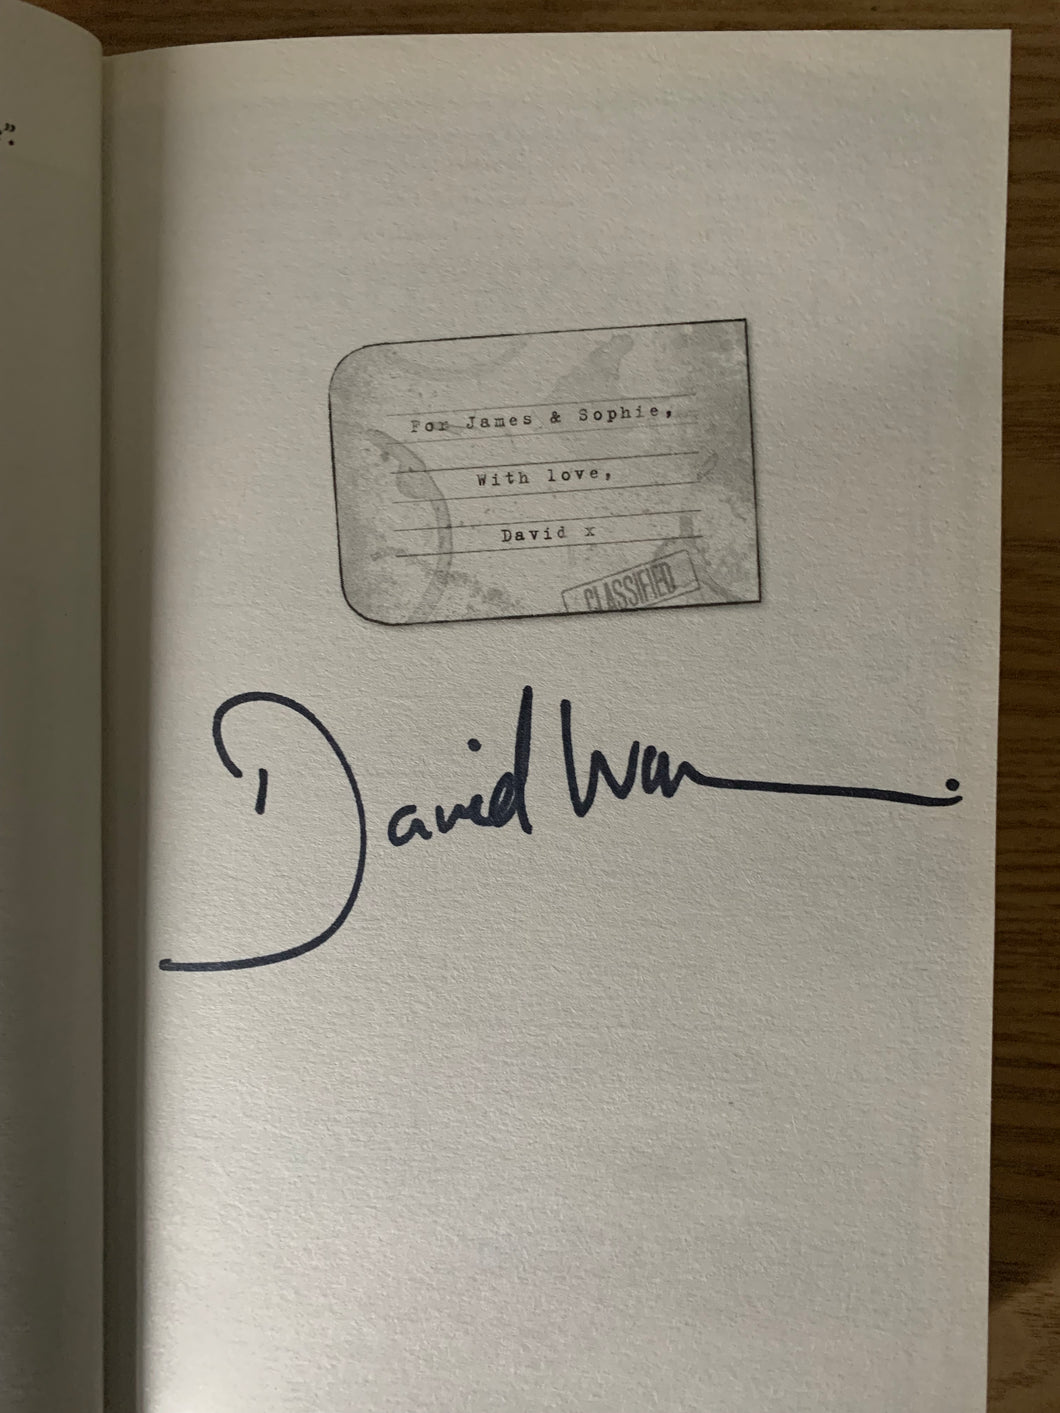 ”.
For James & Sophie,
With love,
David x
CLASSIFIED
David